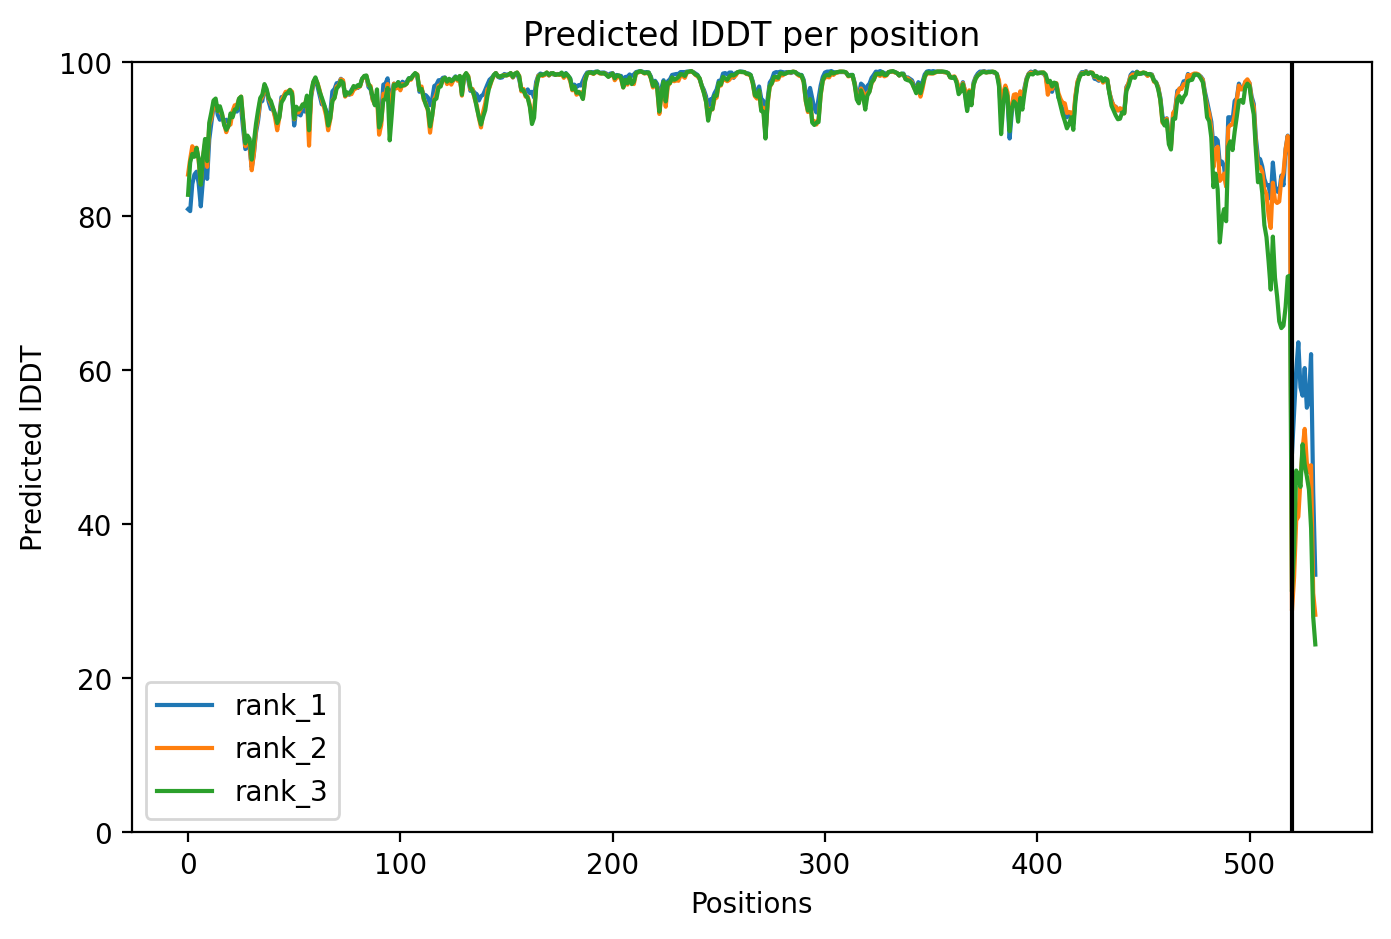 Predicted lDDT per position
100
80
60
40
20
0
Predicted lDDT
rank_1
rank_2
rank_3
0 100 200 300 400 500
Positions